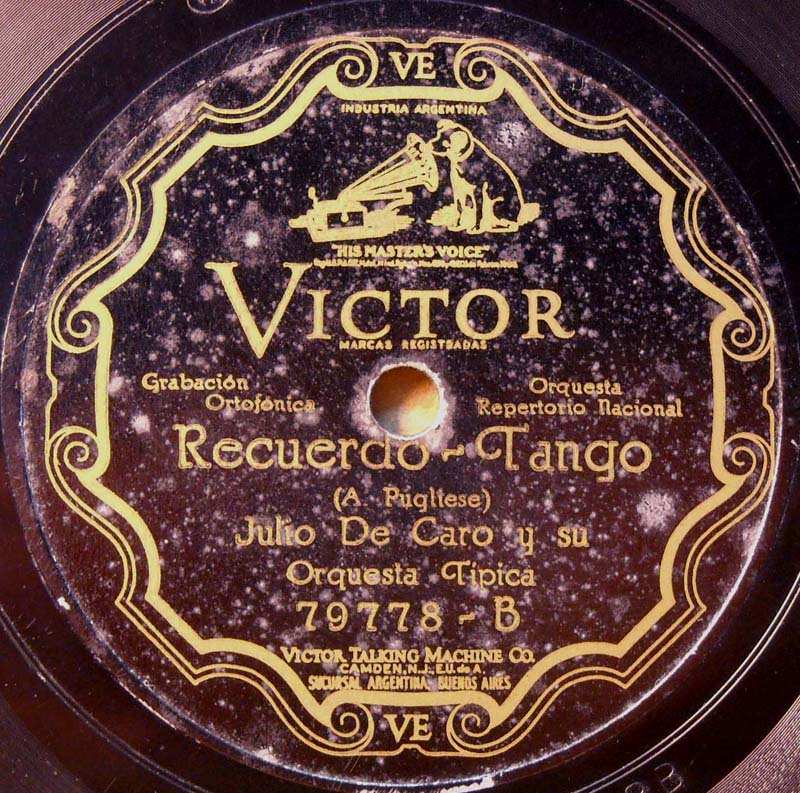 VE
INDUSTRIA ARGENTINA
"HIS MASTER'S VOICE"
VICTOR
MARCAS REGISTRADAS
Grabación
Ortofónica
Orquesta
Repertorio Nacional
Recuerdo - Tango
(A. Pugliese)
Julio De Caro y su
Orquesta Típica
79778 - B
VICTOR TALKING MACHINE CO.
CAMDEN, N.J., E.U. de A.
SUCURSAL ARGENTINA, BUENOS AIRES
VE